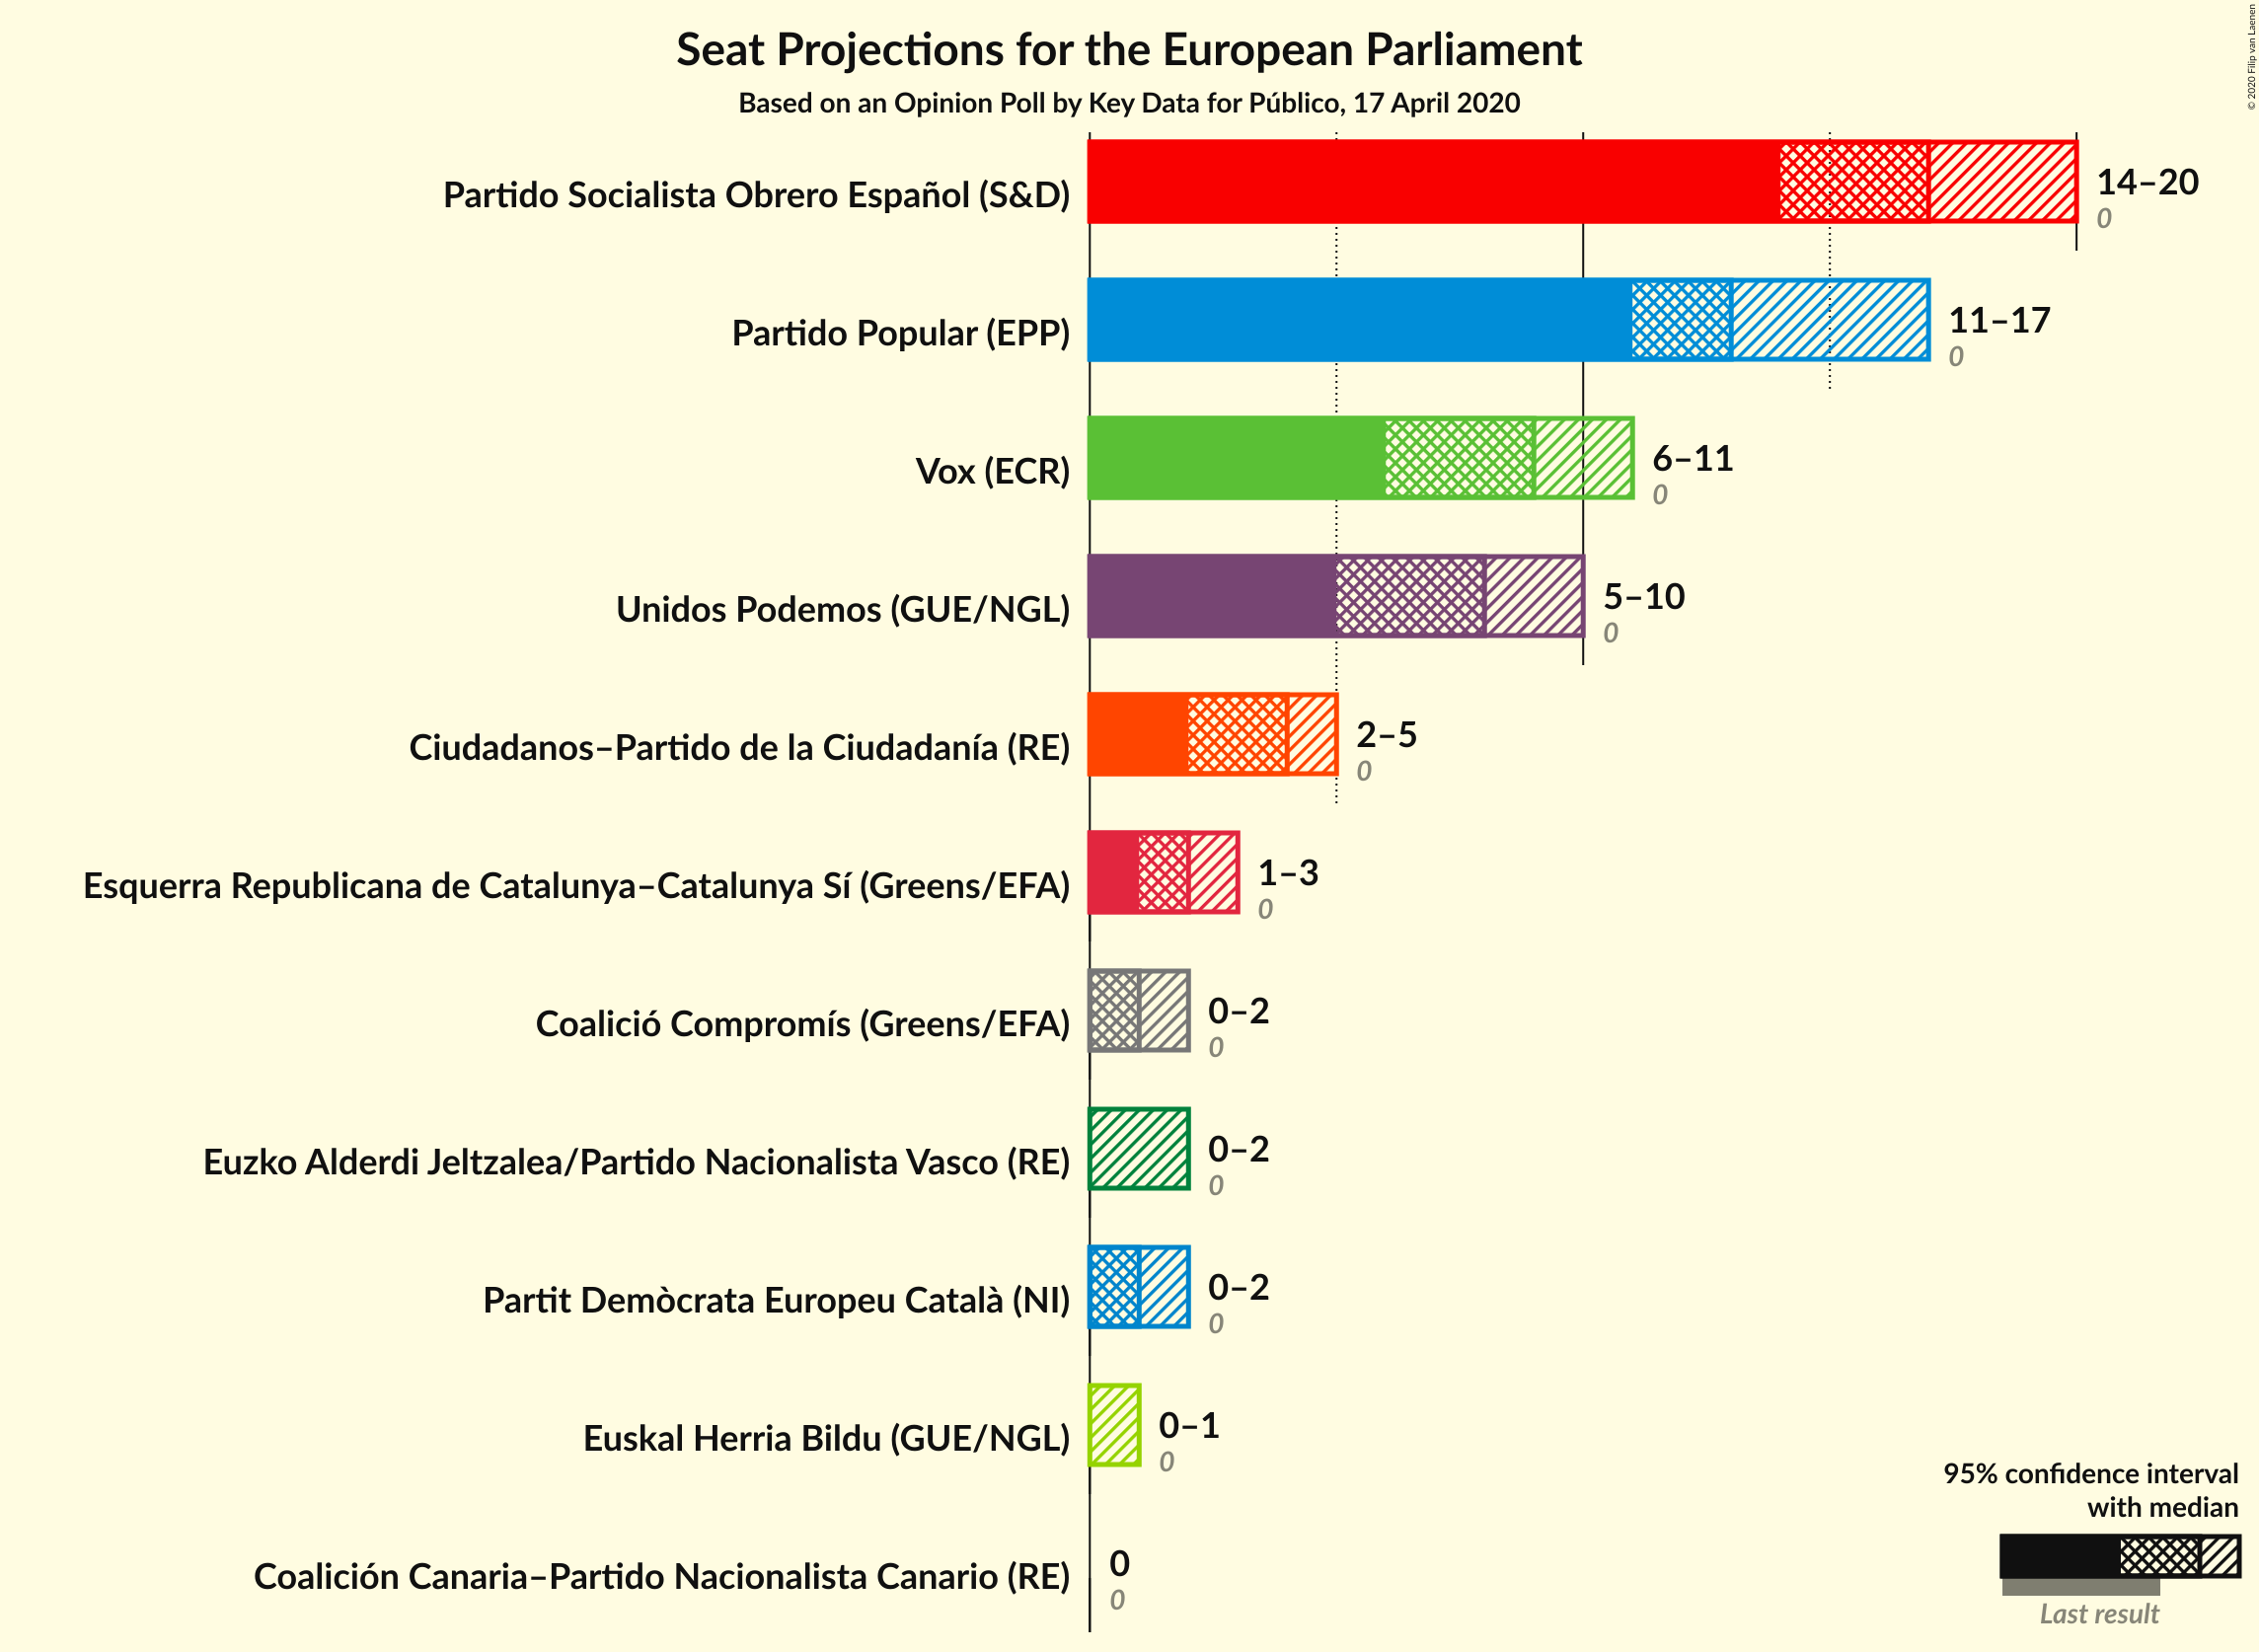 Seat Projections for the European Parliament
Based on an Opinion Poll by Key Data for Público, 17 April 2020
© 2020 Filip van Laenen
Partido Socialista Obrero Español (S&D)
14–20
0
Partido Popular (EPP)
11–17
0
Vox (ECR)
6–11
0
Unidos Podemos (GUE/NGL)
5–10
0
Ciudadanos–Partido de la Ciudadanía (RE)
2–5
0
Esquerra Republicana de Catalunya–Catalunya Sí (Greens/EFA)
1–3
0
Coalició Compromís (Greens/EFA)
0–2
0
Euzko Alderdi Jeltzalea/Partido Nacionalista Vasco (RE)
0–2
0
Partit Demòcrata Europeu Català (NI)
0–2
0
Euskal Herria Bildu (GUE/NGL)
0–1
0
Coalición Canaria–Partido Nacionalista Canario (RE)
0
0
95% confidence interval
with median
Last result